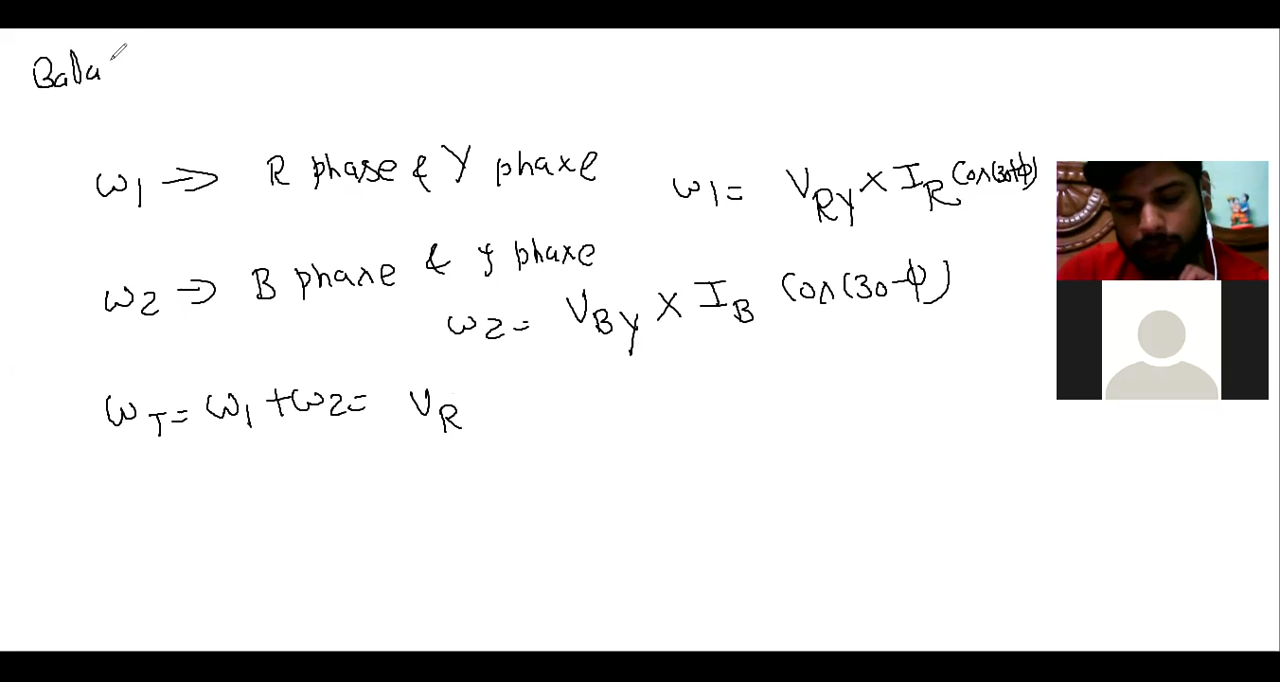 Bala
ω1 ⇒ R phase & Y phase ω1 = VRY × IR Cos(30+φ)
ω2 ⇒ B phase & Y phase
ω2 = VBY × IB Cos(30-φ)
ωT = ω1 + ω2 = VR